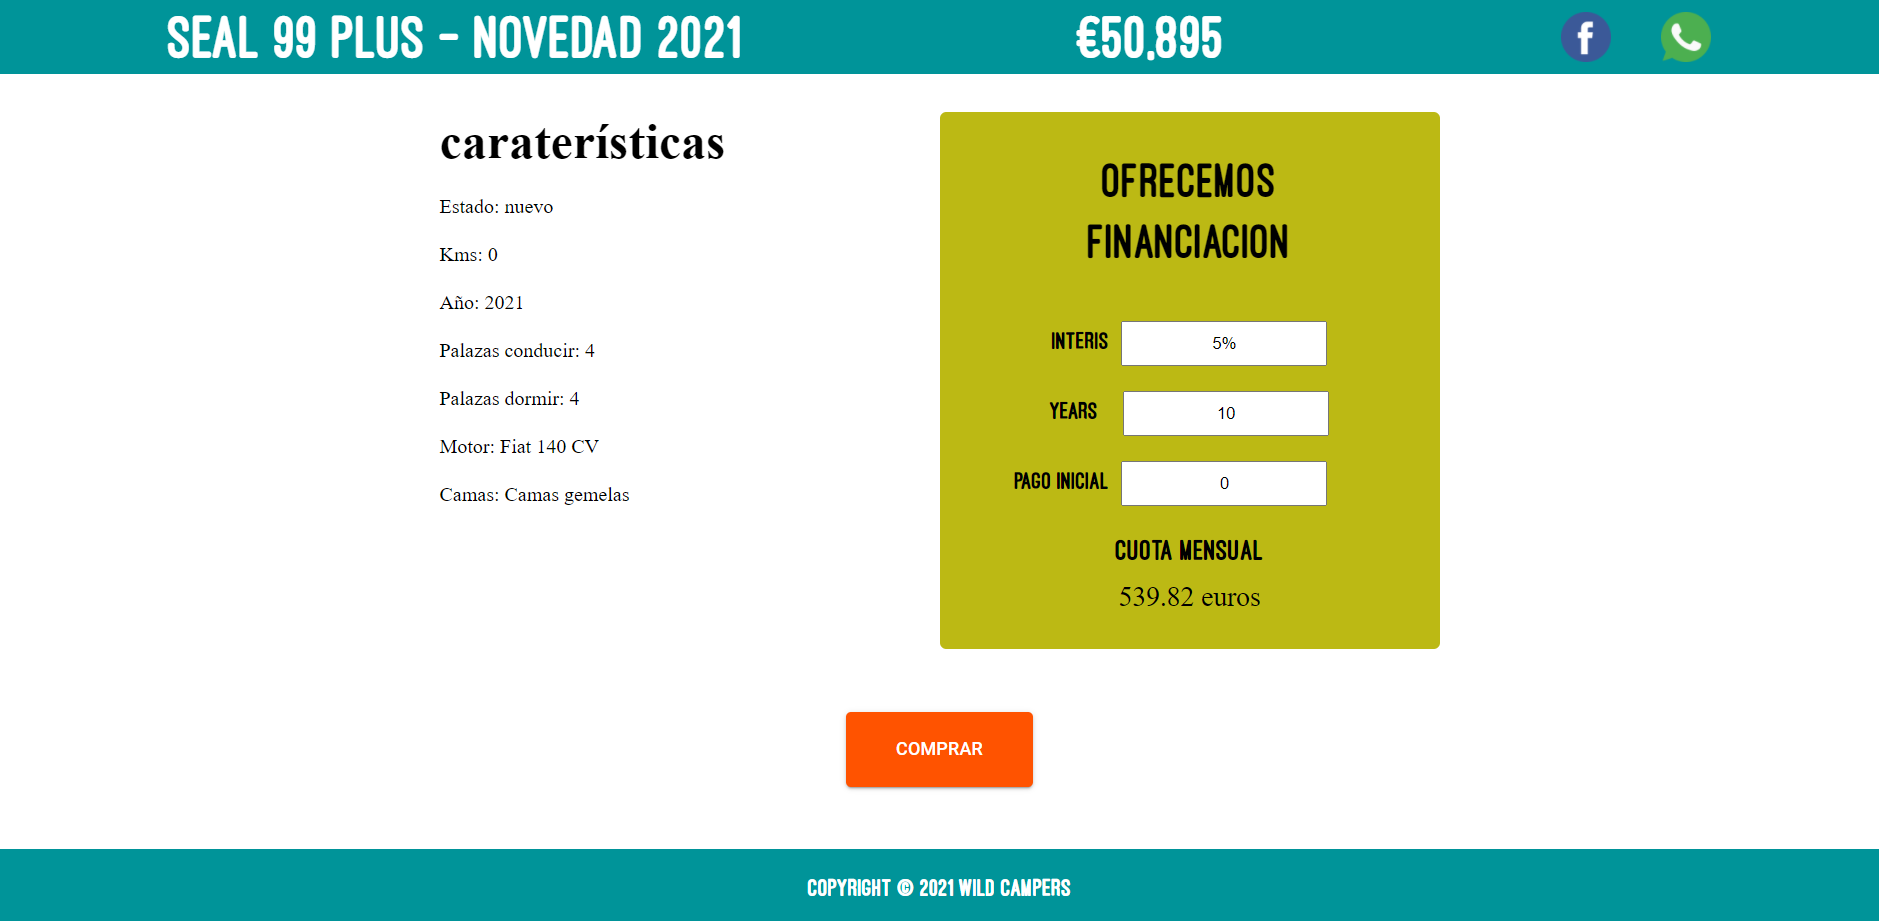 SEAL 99 PLUS - NOVEDAD 2021
€50,895
caraterísticas
Estado: nuevo
Kms: 0
Año: 2021
Palazas conducir: 4
Palazas dormir: 4
Motor: Fiat 140 CV
Camas: Camas gemelas
OFRECEMOS
FINANCIACION
INTERIS 5%
YEARS 10
PAGO INICIAL 0
CUOTA MENSUAL
539.82 euros
COMPRAR
COPYRIGHT © 2021 WILD CAMPERS